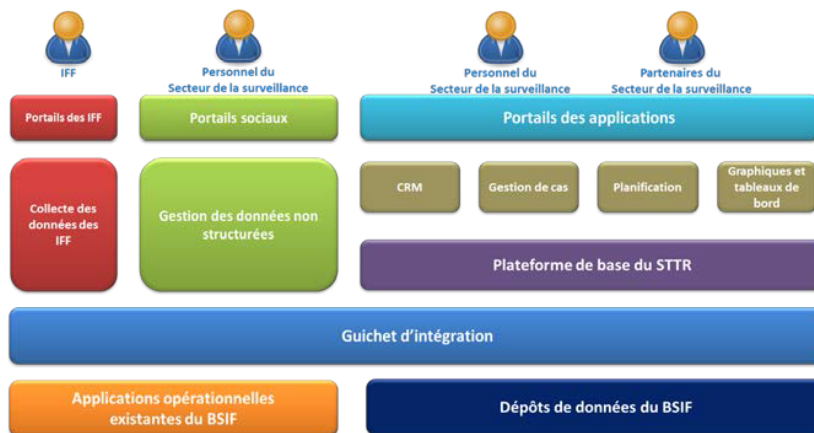 IFF
Personnel du
Secteur de la surveillance
Personnel du
Secteur de la surveillance
Partenaires du
Secteur de la surveillance
Portails des IFF
Portails sociaux
Portails des applications
Collecte des
données des
IFF
Gestion des données non
structurées
CRM
Gestion de cas
Planification
Graphiques et
tableaux de
bord
Plateforme de base du STTR
Guichet d'intégration
Applications opérationnelles
existantes du BSIF
Dépôts de données du BSIF